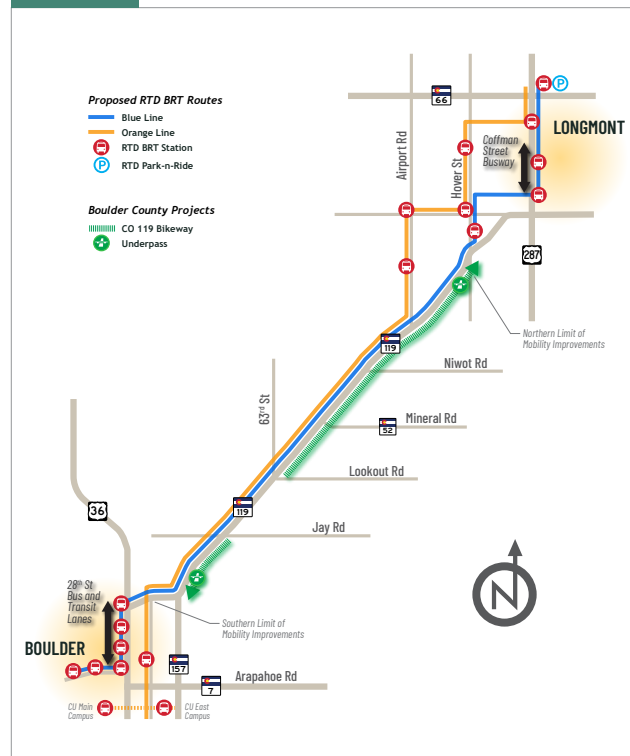 Proposed RTD BRT Routes
Blue Line
Orange Line
RTD BRT Station
P
RTD Park-n-Ride
Boulder County Projects
CO 119 Bikeway
Underpass
P
66
LONGMONT
Coffman
Street
Busway
Airport Rd
Hover St
287
Northern Limit of
Mobility Improvements
119
Niwot Rd
63rd St
Mineral Rd
52
Lookout Rd
119
36
Jay Rd
28th St
Bus and
Transit
Lanes
Southern Limit of
Mobility Improvements
BOULDER
157
Arapahoe Rd
7
CU Main
Campus
CU East
Campus
N